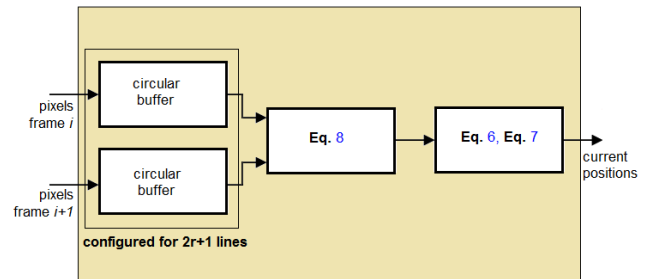 circular
buffer
pixels
frame i
Eq. 8
Eq. 6, Eq. 7
current
positions
circular
buffer
pixels
frame i+1
configured for 2r+1 lines